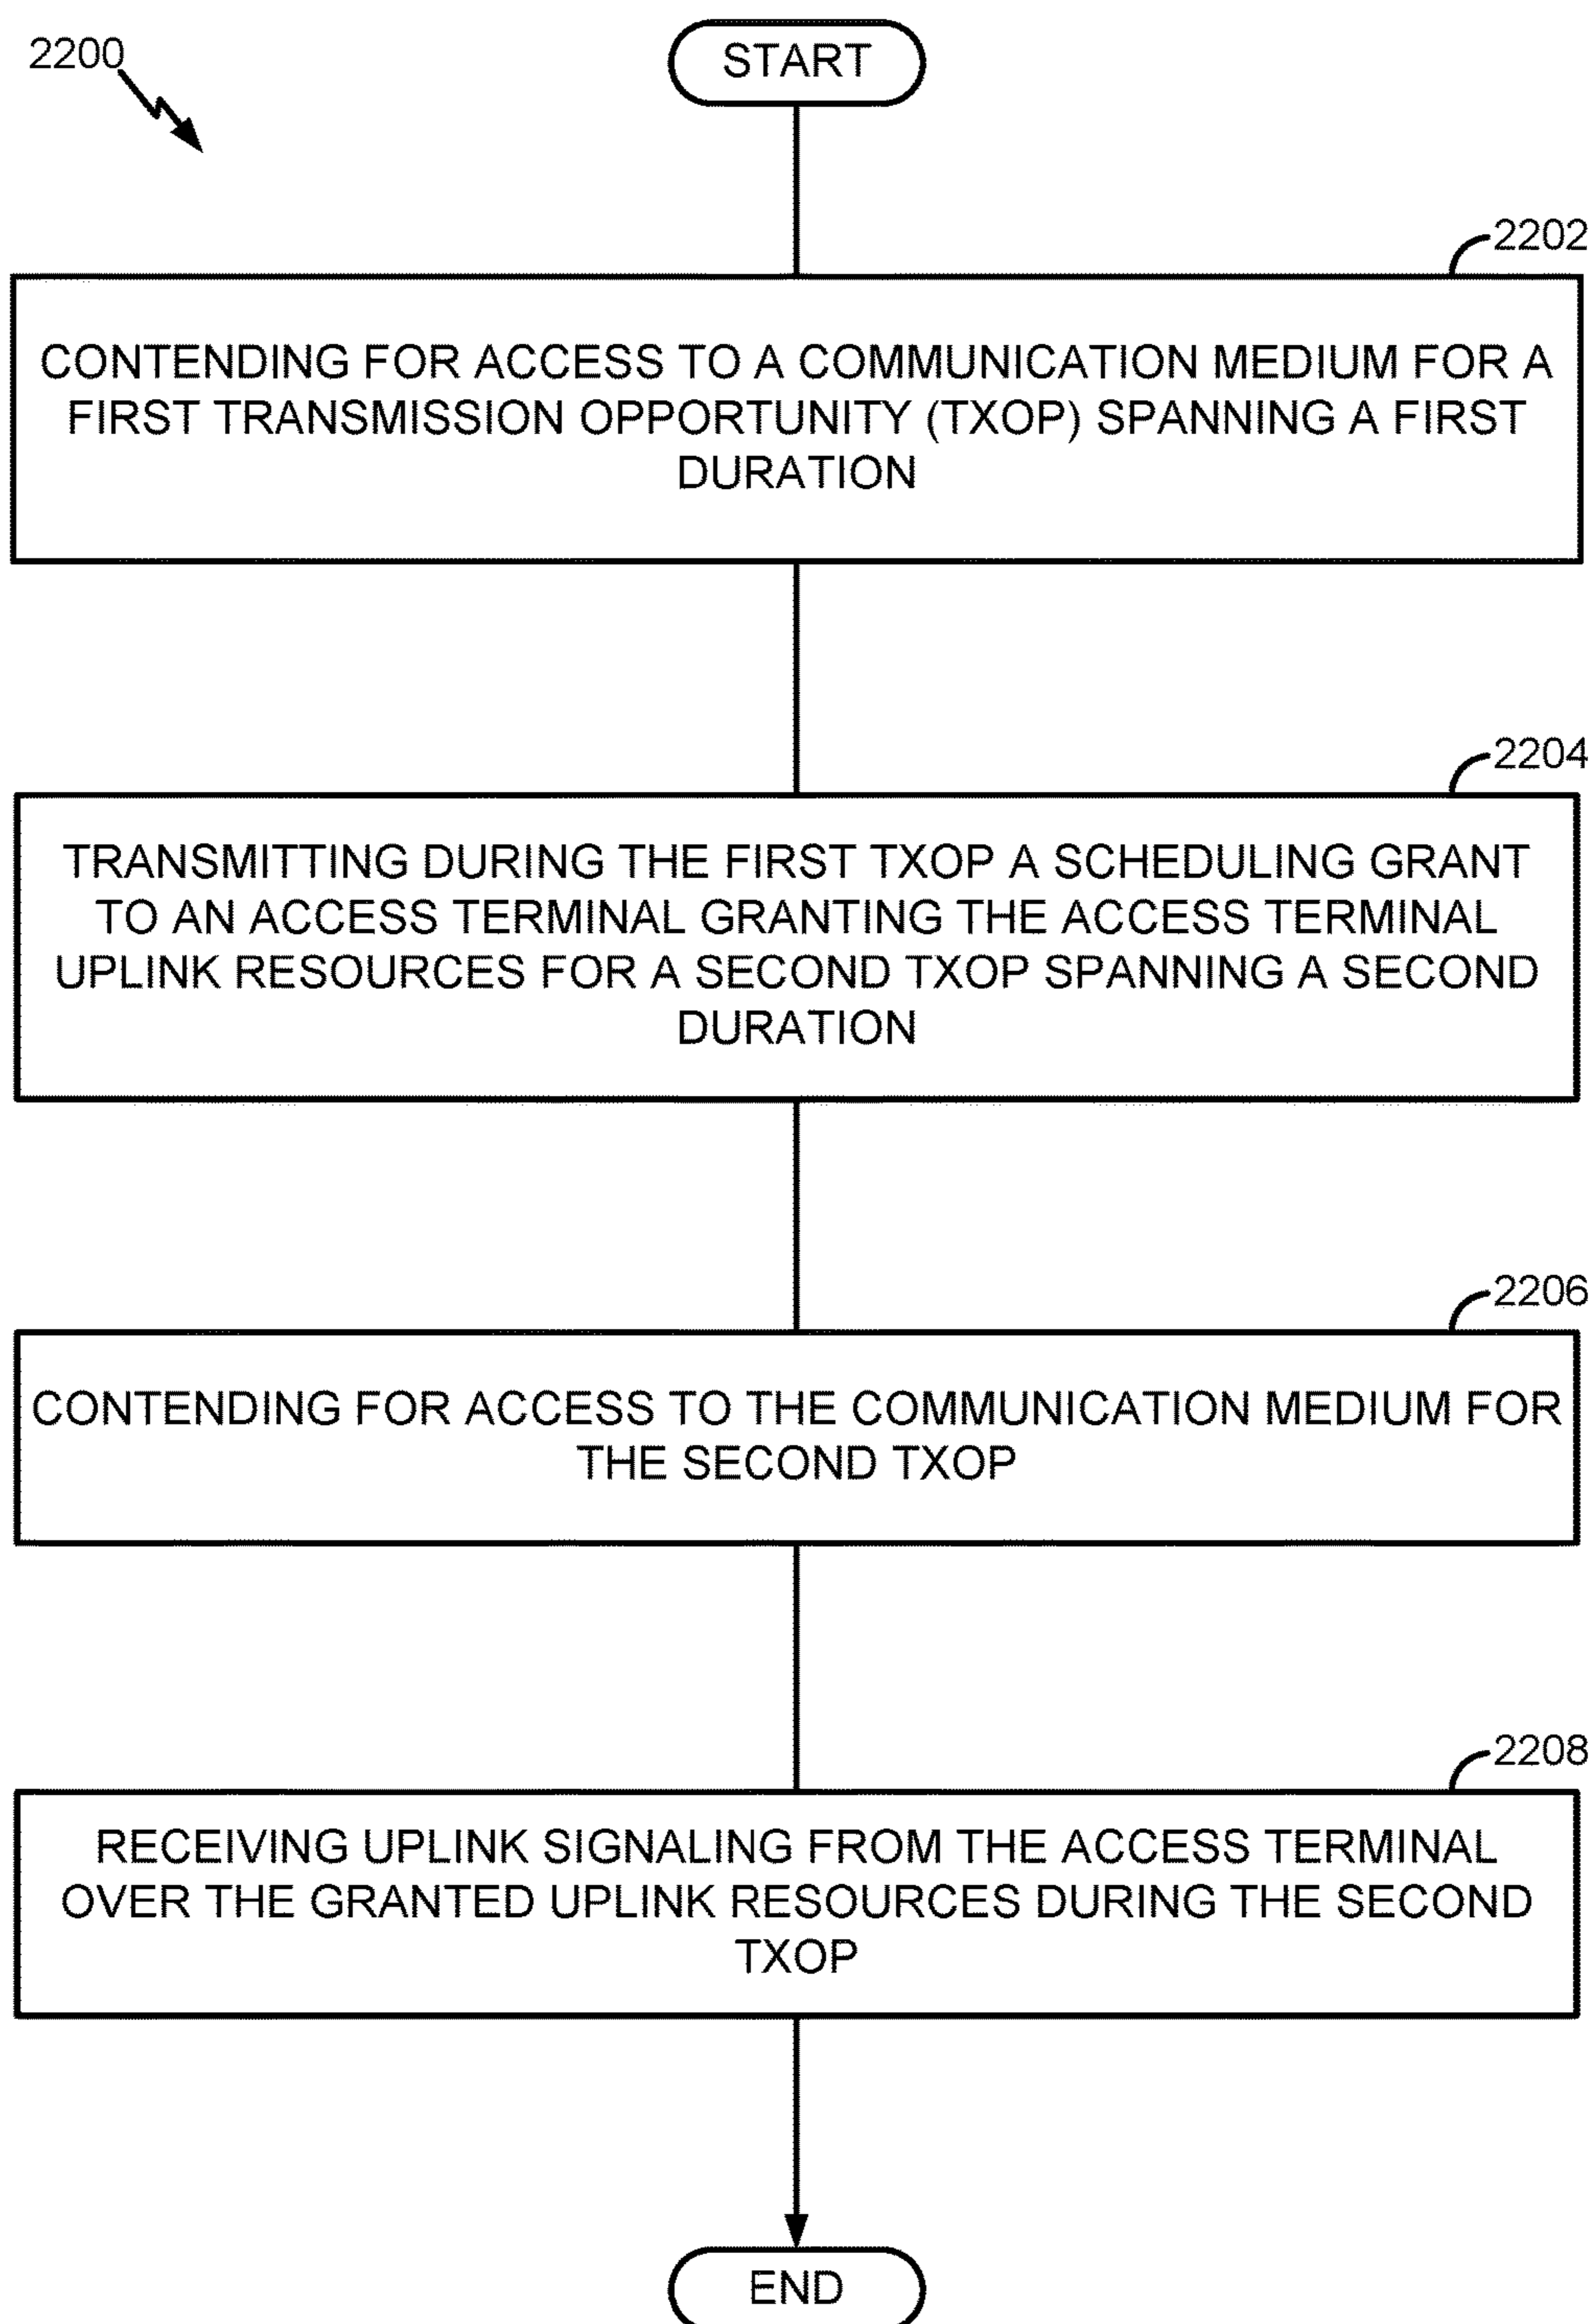 2200
START
2202
CONTENDING FOR ACCESS TO A COMMUNICATION MEDIUM FOR A
FIRST TRANSMISSION OPPORTUNITY (TXOP) SPANNING A FIRST
DURATION
2204
TRANSMITTING DURING THE FIRST TXOP A SCHEDULING GRANT
TO AN ACCESS TERMINAL GRANTING THE ACCESS TERMINAL
UPLINK RESOURCES FOR A SECOND TXOP SPANNING A SECOND
DURATION
2206
CONTENDING FOR ACCESS TO THE COMMUNICATION MEDIUM FOR
THE SECOND TXOP
2208
RECEIVING UPLINK SIGNALING FROM THE ACCESS TERMINAL
OVER THE GRANTED UPLINK RESOURCES DURING THE SECOND
TXOP
END